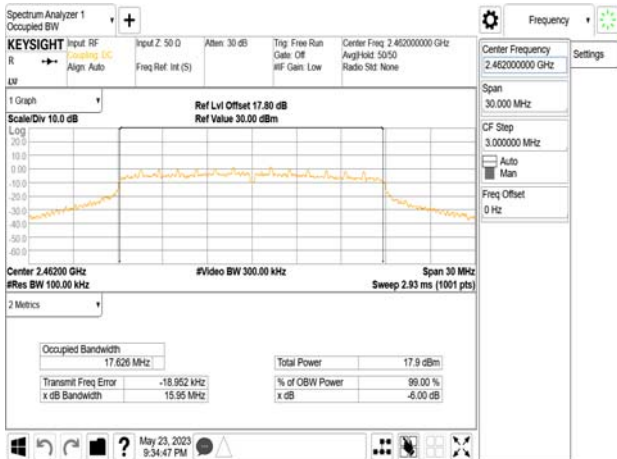 Spectrum Analyzer 1
Occupied BW
KEYSIGHT
R
Input: RF
Coupling: DC
Align: Auto
Input Z: 50 Ω
Freq Ref: Int (S)
Atten: 30 dB
Trig: Free Run
Gate: Off
#IF Gain: Low
Center Freq: 2.462000000 GHz
Avg|Hold: 50/50
Radio Std: None
1 Graph
Scale/Div 10.0 dB
Ref Lvl Offset 17.80 dB
Ref Value 30.00 dBm
Log
20.0
10.0
0.00
-10.0
-20.0
-30.0
-40.0
-50.0
-60.0
Center 2.46200 GHz
#Res BW 100.00 kHz
#Video BW 300.00 kHz
Span 30 MHz
Sweep 2.93 ms (1001 pts)
2 Metrics
Occupied Bandwidth
17.626 MHz
Transmit Freq Error -18.952 kHz
x dB Bandwidth 15.95 MHz
Total Power 17.9 dBm
% of OBW Power 99.00 %
x dB -6.00 dB
May 23, 2023
9:34:47 PM
Frequency
Center Frequency
2.462000000 GHz
Span
30.000 MHz
CF Step
3.000000 MHz
Auto
Man
Freq Offset
0 Hz
Settings